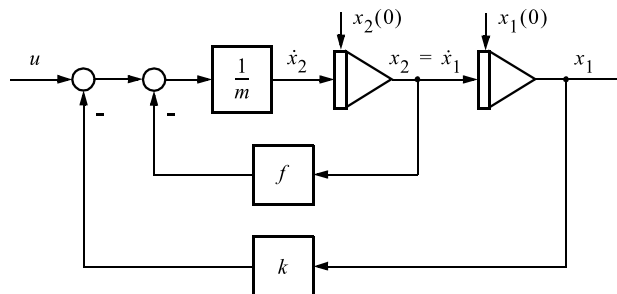 x₂(0) x₁(0)
u 1/m ẋ₂ x₂ = ẋ₁ x₁
- -
f
k